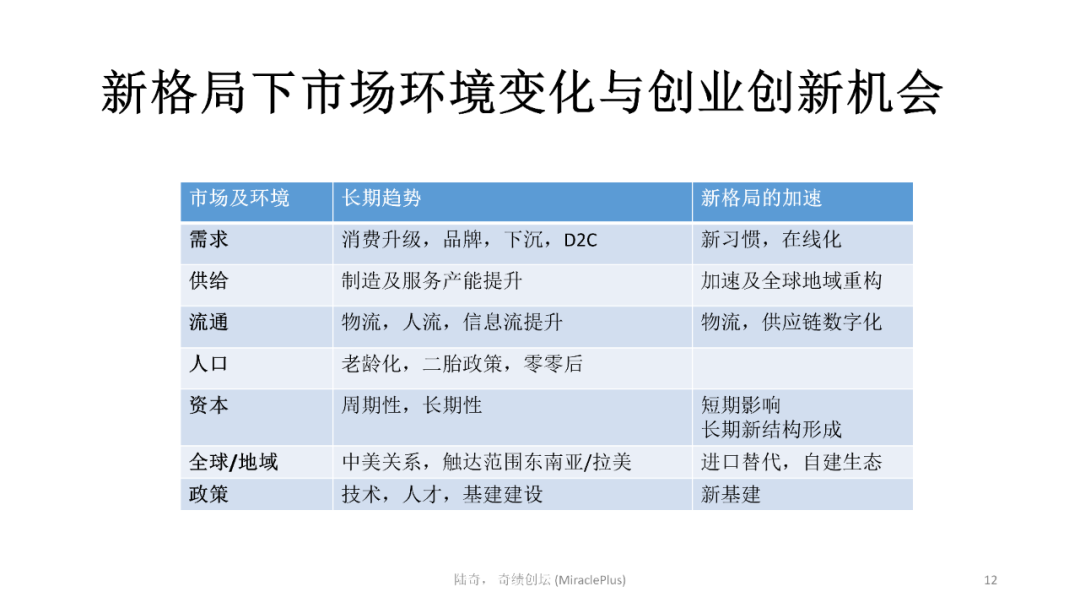 新格局下市场环境变化与创业创新机会
市场及环境 长期趋势 新格局的加速
需求 消费升级，品牌，下沉，D2C 新习惯，在线化
供给 制造及服务产能提升 加速及全球地域重构
流通 物流，人流，信息流提升 物流，供应链数字化
人口 老龄化，二胎政策，零零后
资本 周期性，长期性 短期影响
长期新结构形成
全球/地域 中美关系，触达范围东南亚/拉美 进口替代，自建生态
政策 技术，人才，基建建设 新基建
陆奇， 奇绩创坛 (MiraclePlus) 12